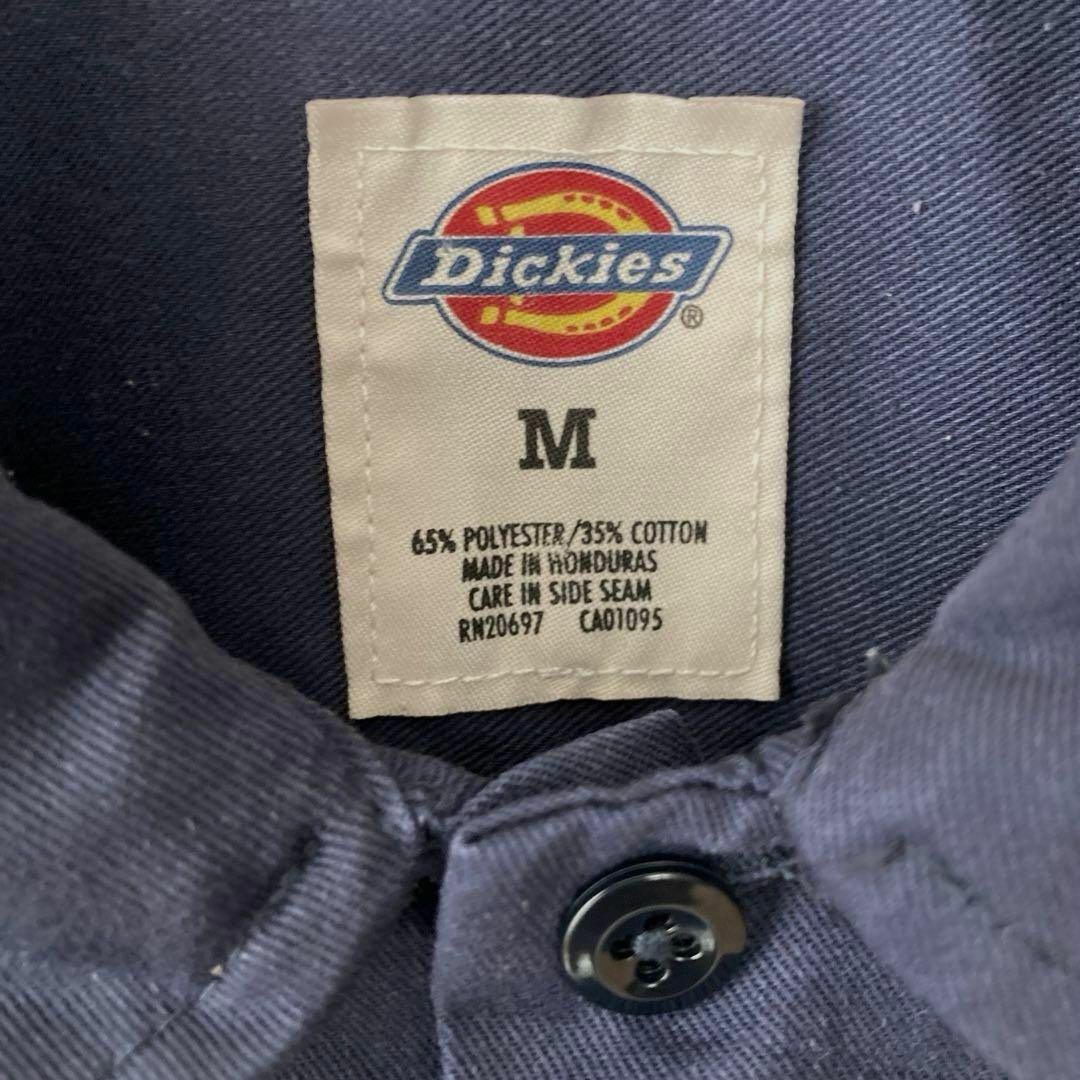 Dickies
®
M
65% POLYESTER/35% COTTON
MADE IN HONDURAS
CARE IN SIDE SEAM
RN20697 CA01095